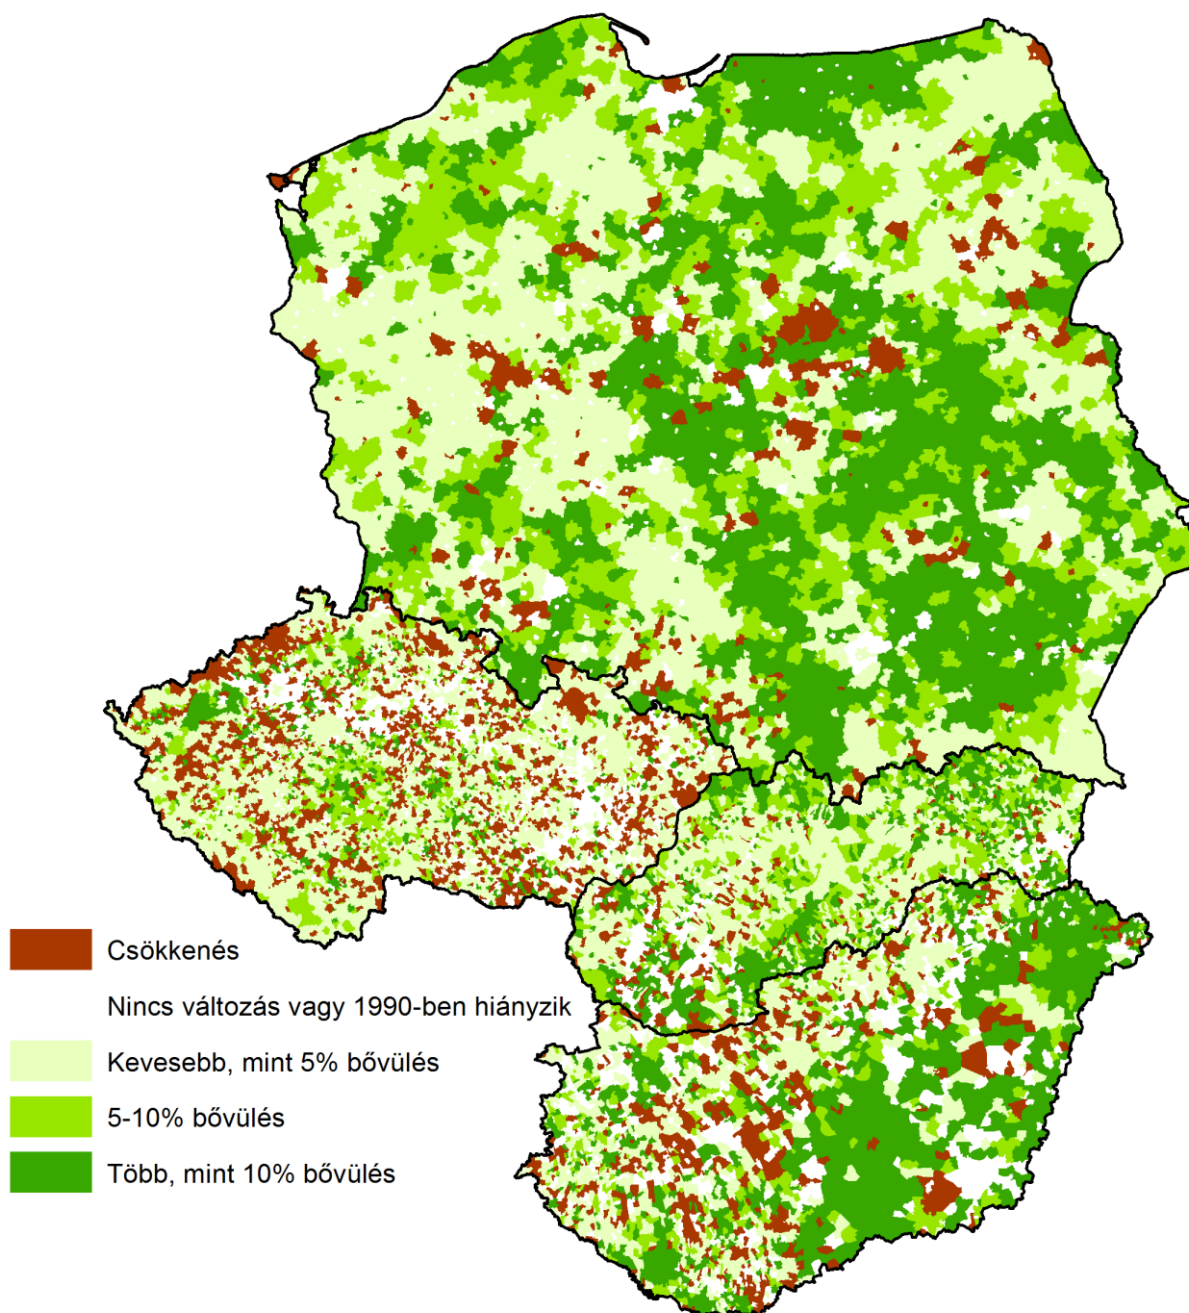 Csökkenés
Nincs változás vagy 1990-ben hiányzik
Kevesebb, mint 5% bővülés
5-10% bővülés
Több, mint 10% bővülés